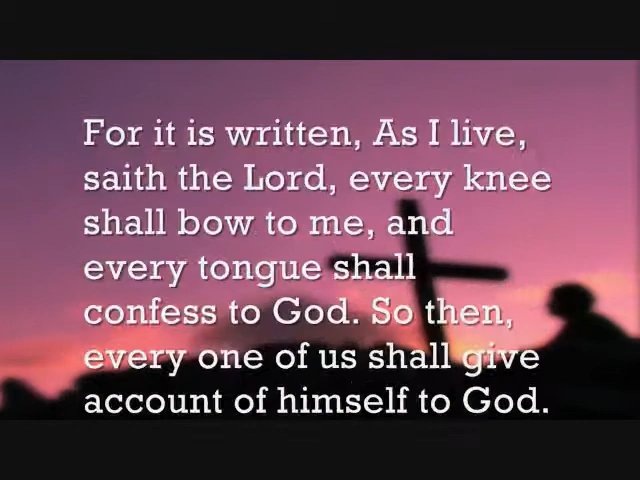 For it is written, As I live,
saith the Lord, every knee
shall bow to me, and
every tongue shall
confess to God. So then,
every one of us shall give
account of himself to God.